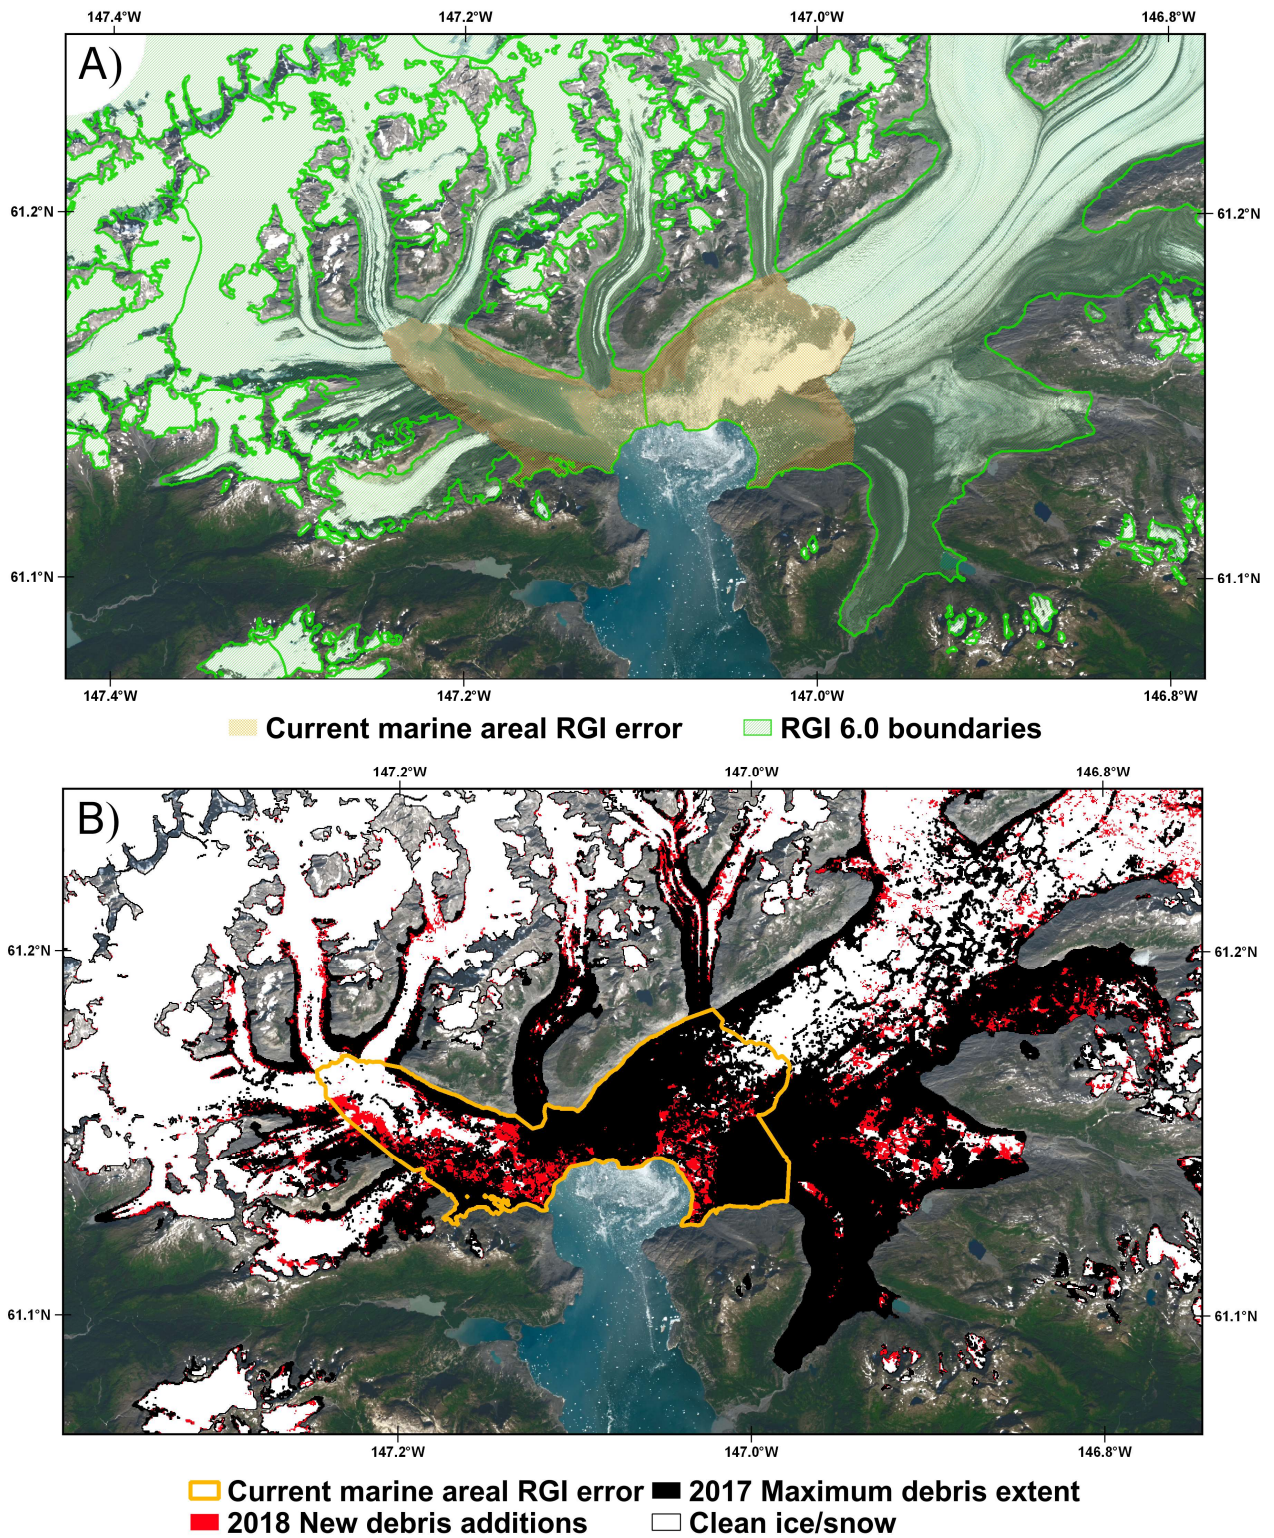 147.4°W 147.2°W 147.0°W 146.8°W
A)
61.2°N 61.2°N
61.1°N 61.1°N
147.4°W 147.2°W 147.0°W 146.8°W
Current marine areal RGI error RGI 6.0 boundaries
147.2°W 147.0°W 146.8°W
B)
61.2°N 61.2°N
61.1°N 61.1°N
147.2°W 147.0°W 146.8°W
Current marine areal RGI error 2017 Maximum debris extent
2018 New debris additions Clean ice/snow